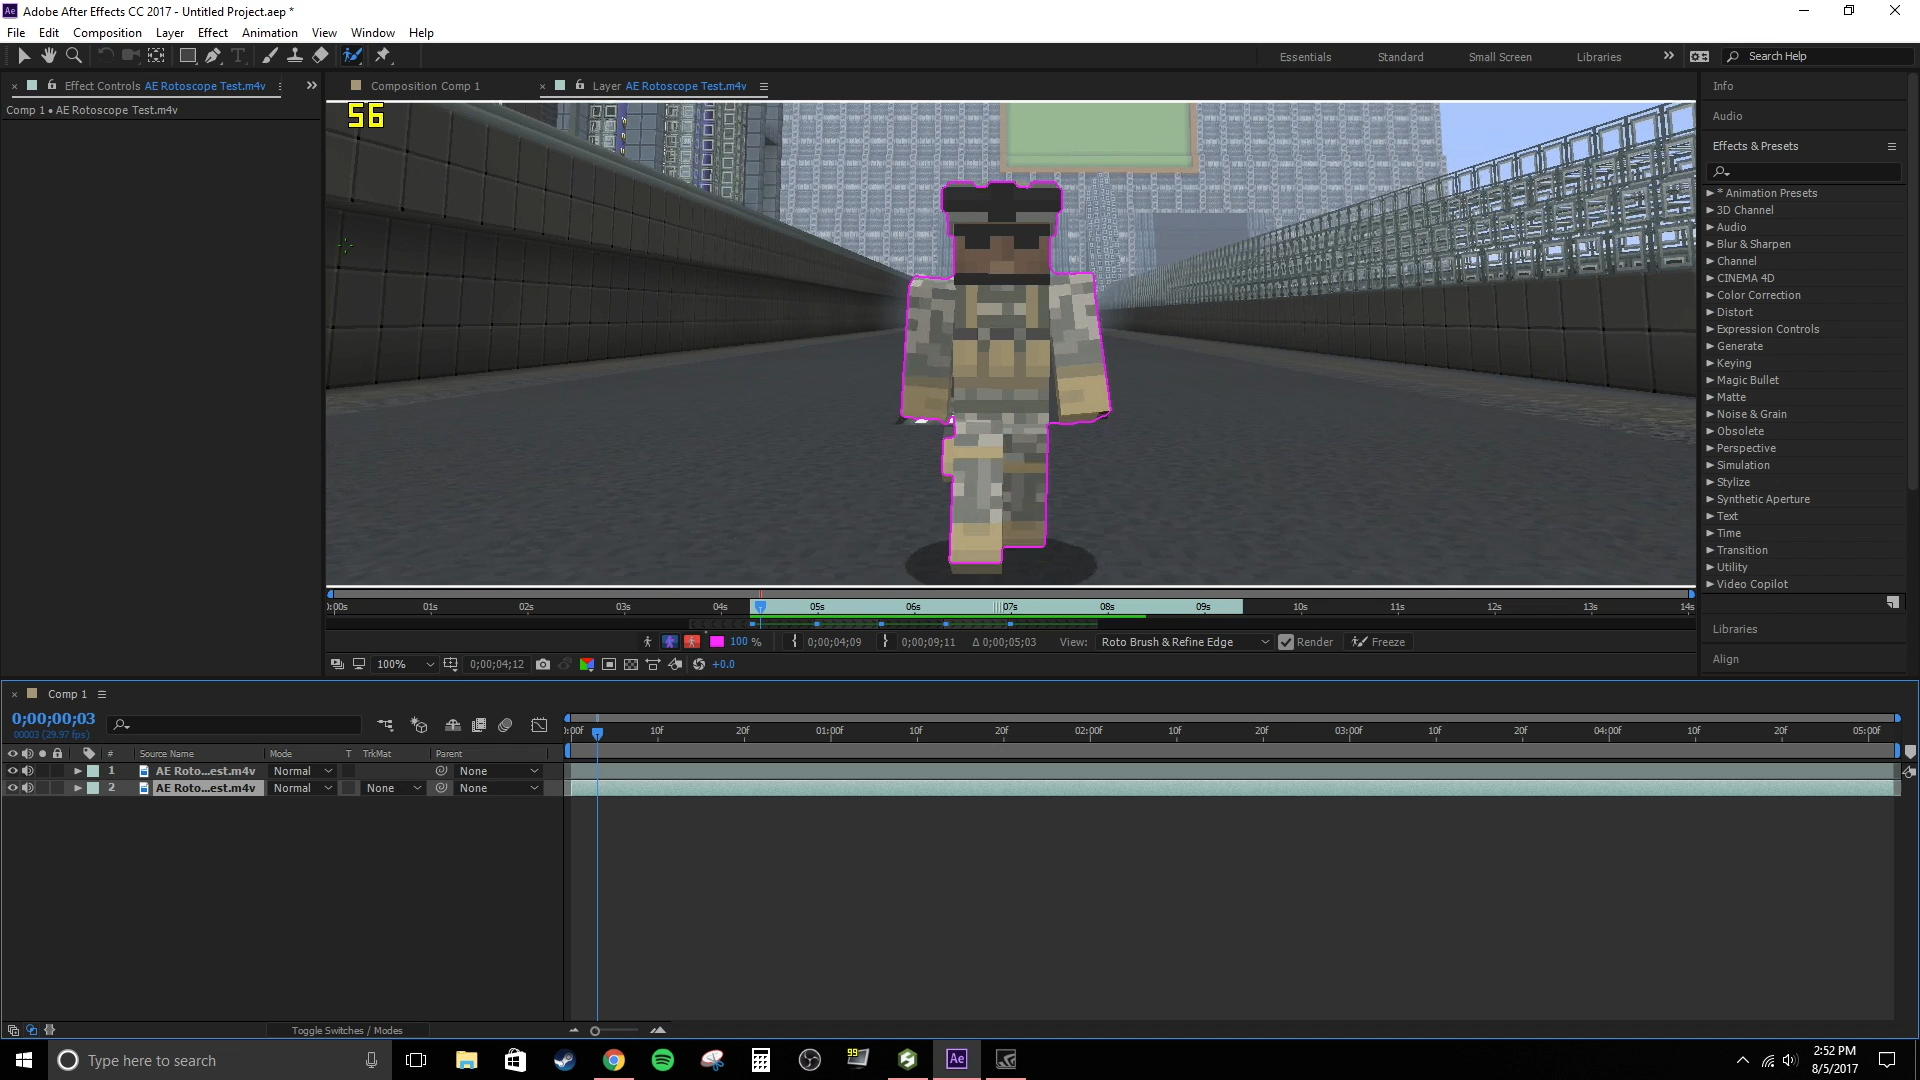 Adobe After Effects CC 2017 - Untitled Project.aep *
File Edit Composition Layer Effect Animation View Window Help
Essentials Standard Small Screen Libraries Search Help
Effect Controls AE Rotoscope Test.m4v
Composition Comp 1
Layer AE Rotoscope Test.m4v
Comp 1 • AE Rotoscope Test.m4v
56
Info
Audio
Effects & Presets
* Animation Presets
3D Channel
Audio
Blur & Sharpen
Channel
CINEMA 4D
Color Correction
Distort
Expression Controls
Generate
Keying
Magic Bullet
Matte
Noise & Grain
Obsolete
Perspective
Simulation
Stylize
Synthetic Aperture
Text
Time
Transition
Utility
Video Copilot
Libraries
Align
0:00s 01s 02s 03s 04s 05s 06s 07s 08s 09s 10s 11s 12s 13s 14s
100 % 0;00;04;09 0;00;09;11 Δ 0;00;05;03 View: Roto Brush & Refine Edge Render Freeze
100% 0;00;04;12 +0.0
Comp 1
0;00;00;03
00003 (29.97 fps)
):00f 10f 20f 01:00f 10f 20f 02:00f 10f 20f 03:00f 10f 20f 04:00f 10f 20f 05:00f
# Source Name Mode T TrkMat Parent
1 AE Roto...est.m4v Normal None
2 AE Roto...est.m4v Normal None None
Toggle Switches / Modes
Type here to search
99
Ae
2:52 PM
8/5/2017